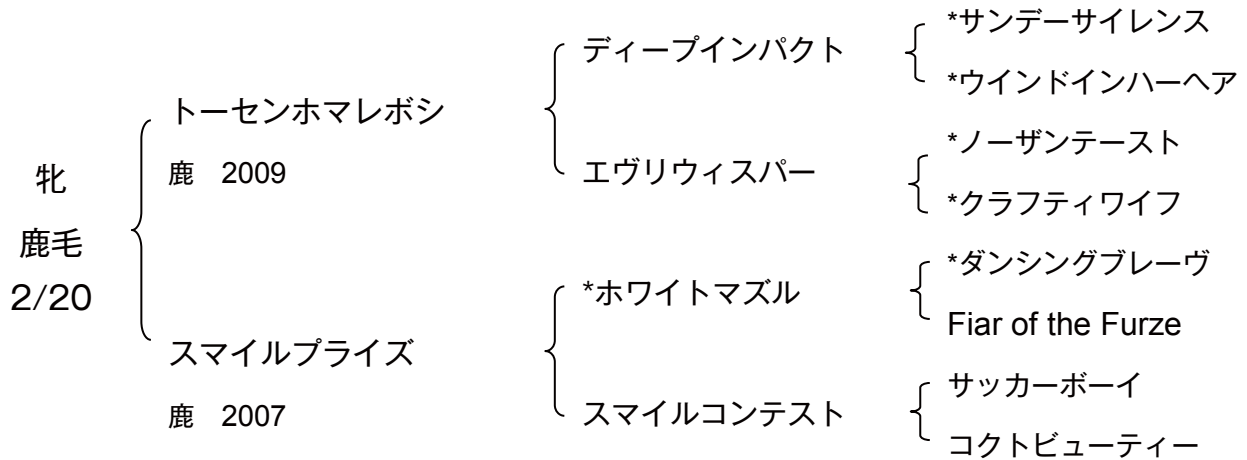 牝
鹿毛
2/20
トーセンホマレボシ
鹿 2009
スマイルプライズ
鹿 2007
ディープインパクト
エヴリウィスパー
*ホワイトマズル
スマイルコンテスト
*サンデーサイレンス
*ウインドインハーヘア
*ノーザンテースト
*クラフティワイフ
*ダンシングブレーヴ
Fiar of the Furze
サッカーボーイ
コクトビューティー